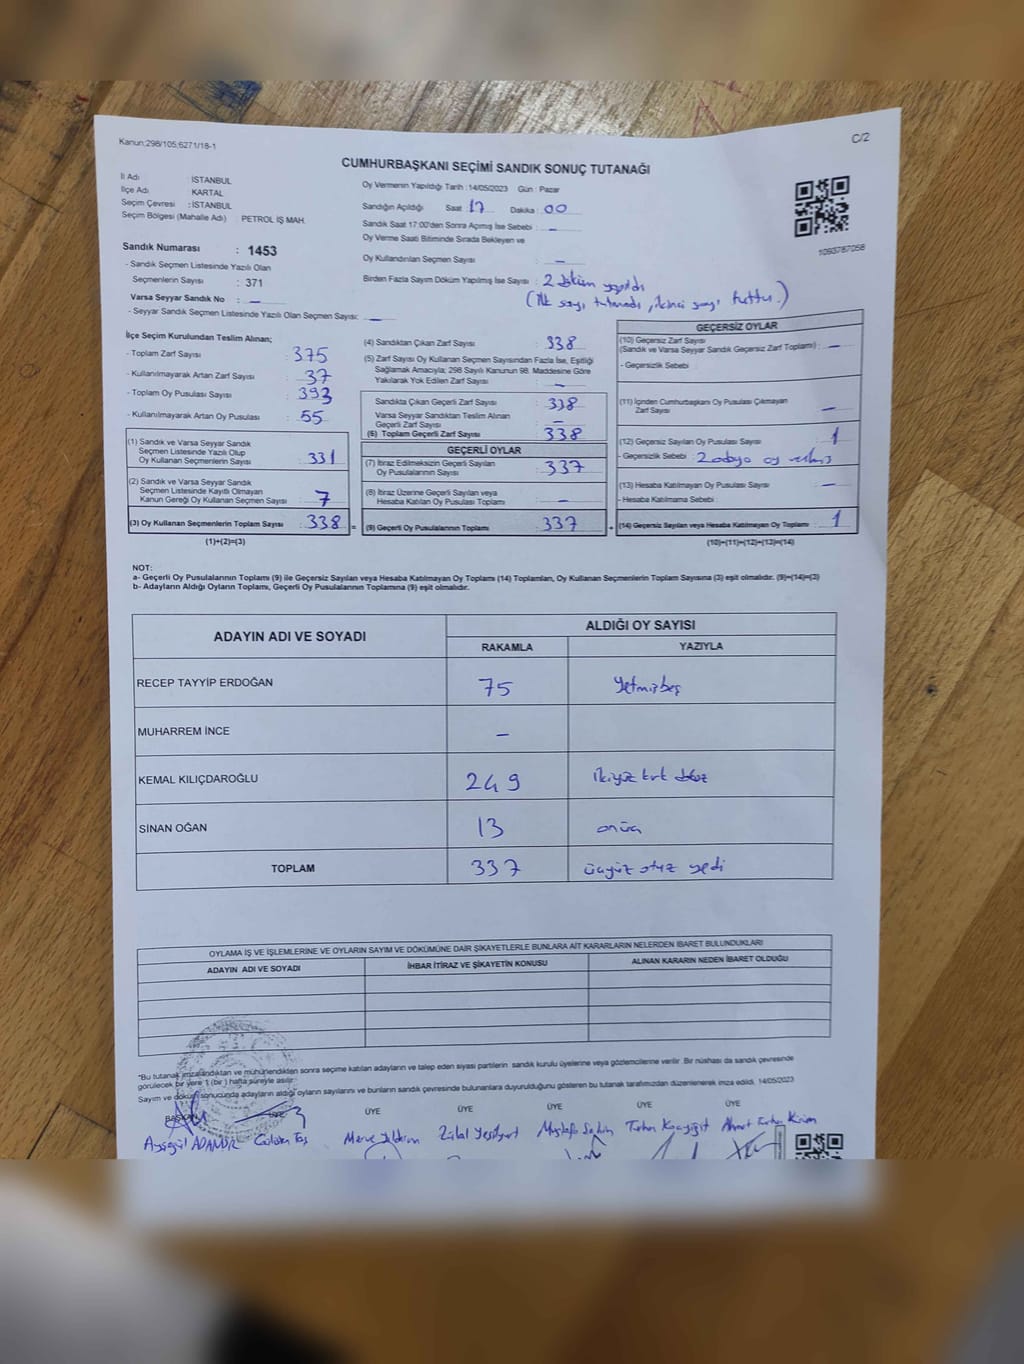 Kanun;298/105;6271/18-1
C/2
CUMHURBAŞKANI SEÇİMİ SANDIK SONUÇ TUTANAĞI
İl Adı : İSTANBUL
İlçe Adı KARTAL
Seçim Çevresi : İSTANBUL
Seçim Bölgesi (Mahalle Adı) PETROL İŞ MAH.
Oy Vermenin Yapıldığı Tarih : 14/05/2023 Gün : Pazar
Sandığın Açıldığı Saat : 17 Dakika : 00
Sandık Saat 17:00'den Sonra Açılmış İse Sebebi : –
Oy Verme Saati Bitiminde Sırada Bekleyen ve
Oy Kullandırılan Seçmen Sayısı : –
Birden Fazla Sayım Döküm Yapılmış İse Sayısı : 2 döküm yapıldı
(ilk sayı tutmadı, ikinci sayı tuttu.)
1093787058
Sandık Numarası : 1453
- Sandık Seçmen Listesinde Yazılı Olan
Seçmenlerin Sayısı : 371
Varsa Seyyar Sandık No : –
- Seyyar Sandık Seçmen Listesinde Yazılı Olan Seçmen Sayısı: –
İlçe Seçim Kurulundan Teslim Alınan;
- Toplam Zarf Sayısı : 375
- Kullanılmayarak Artan Zarf Sayısı : 37
- Toplam Oy Pusulası Sayısı : 393
- Kullanılmayarak Artan Oy Pusulası : 55
(1) Sandık ve Varsa Seyyar Sandık
Seçmen Listesinde Yazılı Olup
Oy Kullanan Seçmenlerin Sayısı : 331
(2) Sandık ve Varsa Seyyar Sandık
Seçmen Listesinde Kayıtlı Olmayan
Kanun Gereği Oy Kullanan Seçmen Sayısı : 7
(3) Oy Kullanan Seçmenlerin Toplam Sayısı : 338
(1)+(2)=(3)
(4) Sandıktan Çıkan Zarf Sayısı : 338
(5) Zarf Sayısı Oy Kullanan Seçmen Sayısından Fazla İse, Eşitliği
Sağlamak Amacıyla; 298 Sayılı Kanunun 98. Maddesine Göre
Yakılarak Yok Edilen Zarf Sayısı : –
Sandıkta Çıkan Geçerli Zarf Sayısı : 338
Varsa Seyyar Sandıktan Teslim Alınan
Geçerli Zarf Sayısı : –
(6) Toplam Geçerli Zarf Sayısı : 338
GEÇERLİ OYLAR
(7) İtiraz Edilmeksizin Geçerli Sayılan
Oy Pusulalarının Sayısı : 337
(8) İtiraz Üzerine Geçerli Sayılan veya
Hesaba Katılan Oy Pusulası Toplamı : –
= (9) Geçerli Oy Pusulalarının Toplamı : 337
GEÇERSİZ OYLAR
(10) Geçersiz Zarf Sayısı
(Sandık ve Varsa Seyyar Sandık Geçersiz Zarf Toplamı) : –
- Geçersizlik Sebebi :
(11) İçinden Cumhurbaşkanı Oy Pusulası Çıkmayan
Zarf Sayısı : –
(12) Geçersiz Sayılan Oy Pusulası Sayısı : 1
- Geçersizlik Sebebi : 2 adaya oy
(13) Hesaba Katılmayan Oy Pusulası Sayısı : –
- Hesaba Katılmama Sebebi :
+ (14) Geçersiz Sayılan veya Hesaba Katılmayan Oy Toplamı : 1
(10)+(11)+(12)+(13)=(14)
NOT:
a- Geçerli Oy Pusulalarının Toplamı (9) ile Geçersiz Sayılan veya Hesaba Katılmayan Oy Toplamı (14) Toplamları, Oy Kullanan Seçmenlerin Toplam Sayısına (3) eşit olmalıdır. (9)+(14)=(3)
b- Adayların Aldığı Oyların Toplamı, Geçerli Oy Pusulalarının Toplamına (9) eşit olmalıdır.
ADAYIN ADI VE SOYADI ALDIĞI OY SAYISI
RAKAMLA YAZIYLA
RECEP TAYYİP ERDOĞAN 75 Yetmişbeş
MUHARREM İNCE –
KEMAL KILIÇDAROĞLU 249 ikiyüz kırk dokuz
SİNAN OĞAN 13 onüç
TOPLAM 337 üçyüz otuz yedi
OYLAMA İŞ VE İŞLEMLERİNE VE OYLARIN SAYIM VE DÖKÜMÜNE DAİR ŞİKAYETLERLE BUNLARA AİT KARARLARIN NELERDEN İBARET BULUNDUKLARI
ADAYIN ADI VE SOYADI İHBAR İTİRAZ VE ŞİKAYETİN KONUSU ALINAN KARARIN NEDEN İBARET OLDUĞU
"Bu tutanak imzalandıktan ve mühürlendikten sonra seçime katılan adayların ve talep eden siyasi partilerin sandık kurulu üyelerine veya gözlemcilerine verilir. Bir nüshası da sandık çevresinde
görülecek bir yere 1 (bir) hafta süreyle asılır.
Sayım ve döküm sonucunda adayların aldığı oyların sayılarını ve bunların sandık çevresinde bulunanlara duyurulduğunu gösteren bu tutanak tarafımızdan düzenlenerek imza edildi. 14/05/2023
BAŞKAN ÜYE ÜYE ÜYE ÜYE ÜYE ÜYE
Ayşegül Gülden Taş Merve Yıldırım Zülal Yeşilyurt Mustafa Turhan Koçyiğit Ahmet